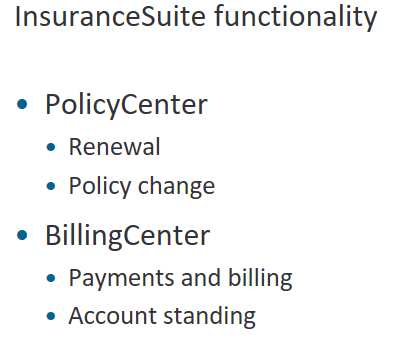 InsuranceSuite functionality
• PolicyCenter
• Renewal
• Policy change
• BillingCenter
• Payments and billing
• Account standing